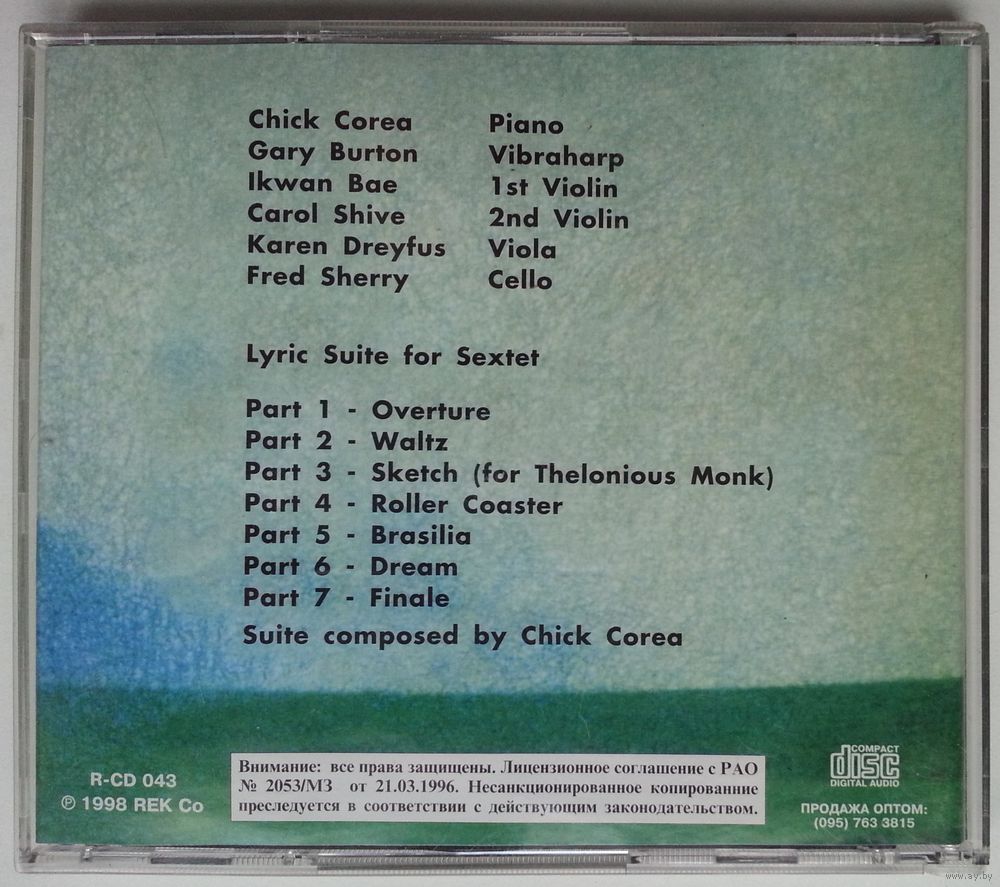 Chick Corea Piano
Gary Burton Vibraharp
Ikwan Bae 1st Violin
Carol Shive 2nd Violin
Karen Dreyfus Viola
Fred Sherry Cello
Lyric Suite for Sextet
Part 1 - Overture
Part 2 - Waltz
Part 3 - Sketch (for Thelonious Monk)
Part 4 - Roller Coaster
Part 5 - Brasilia
Part 6 - Dream
Part 7 - Finale
Suite composed by Chick Corea
R-CD 043
℗ 1998 REK Co
Внимание: все права защищены. Лицензионное соглашение с РАО
№ 2053/МЗ от 21.03.1996. Несанкционированное копированние
преследуется в соответствии с действующим законодательством.
COMPACT
disc
DIGITAL AUDIO
ПРОДАЖА ОПТОМ:
(095) 763 3815
www.ay.by